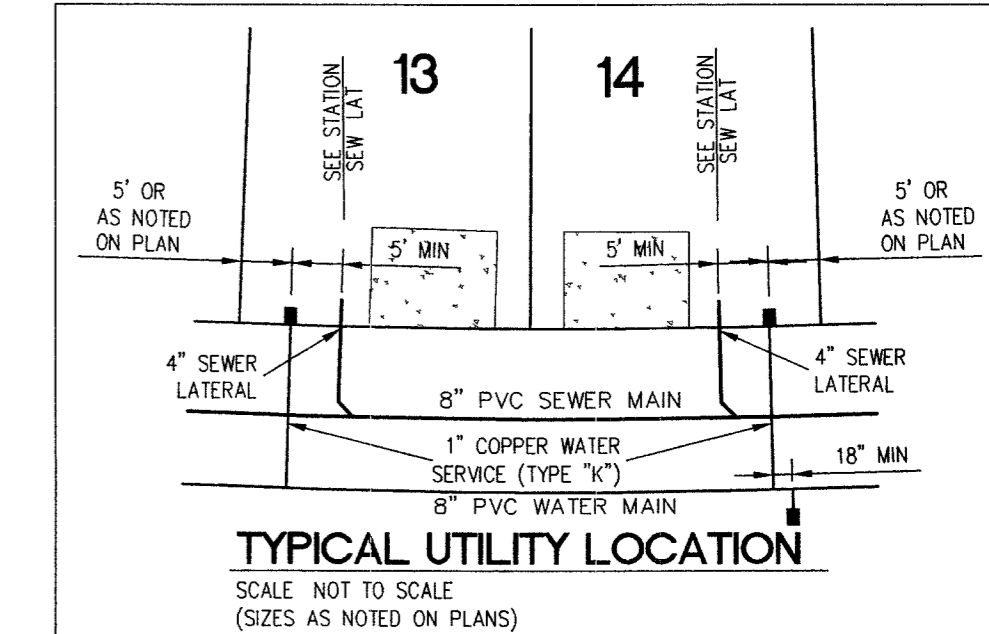 13
14
SEE STATION
SEW LAT
SEE STATION
SEW LAT
5' OR
AS NOTED
ON PLAN
5' OR
AS NOTED
ON PLAN
5' MIN
5' MIN
4" SEWER
LATERAL
4" SEWER
LATERAL
8" PVC SEWER MAIN
1" COPPER WATER
SERVICE (TYPE "K")
18" MIN
8" PVC WATER MAIN
TYPICAL UTILITY LOCATION
SCALE NOT TO SCALE
(SIZES AS NOTED ON PLANS)